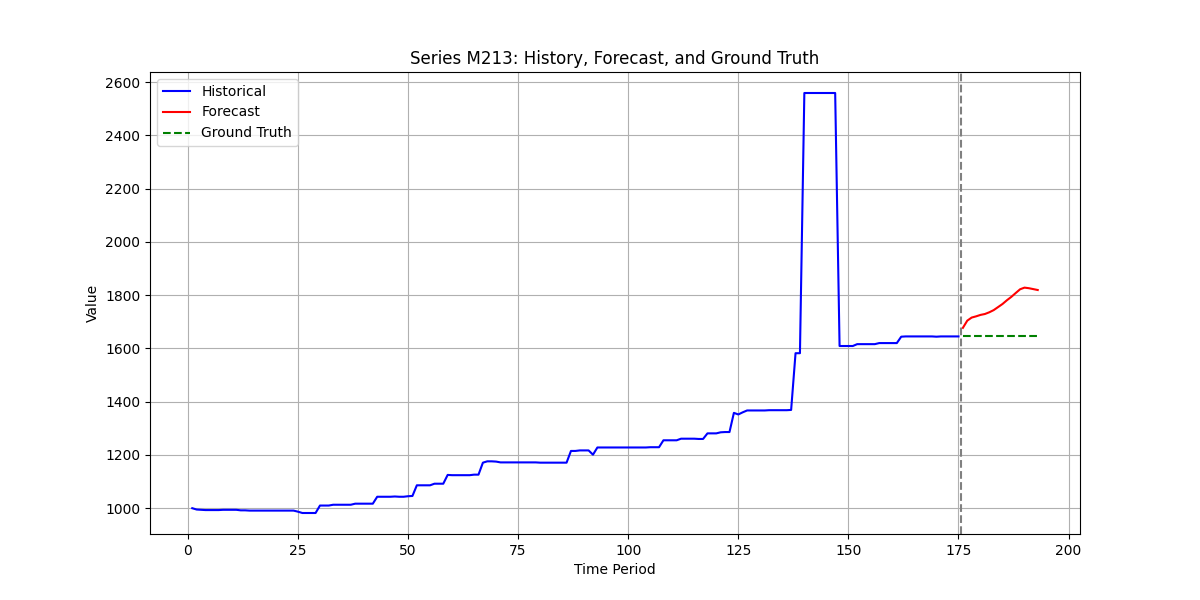 Series M213: History, Forecast, and Ground Truth
Historical
Forecast
Ground Truth
2600
2400
2200
2000
1800
1600
1400
1200
1000
Value
0 25 50 75 100 125 150 175 200
Time Period